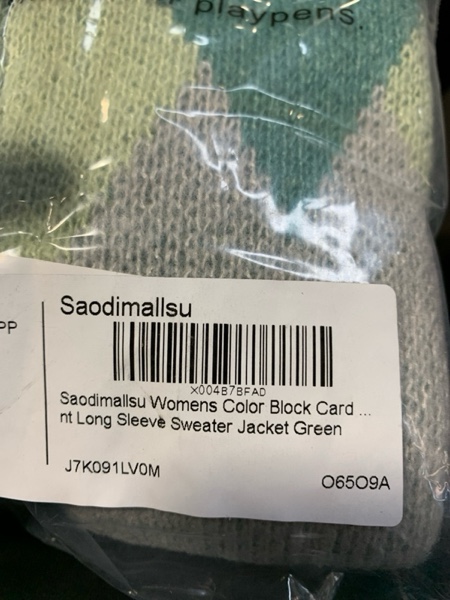 playpens.
PP
Saodimallsu
X004B7BFAD
Saodimallsu Womens Color Block Card ...
nt Long Sleeve Sweater Jacket Green
J7K091LV0M
O65O9A